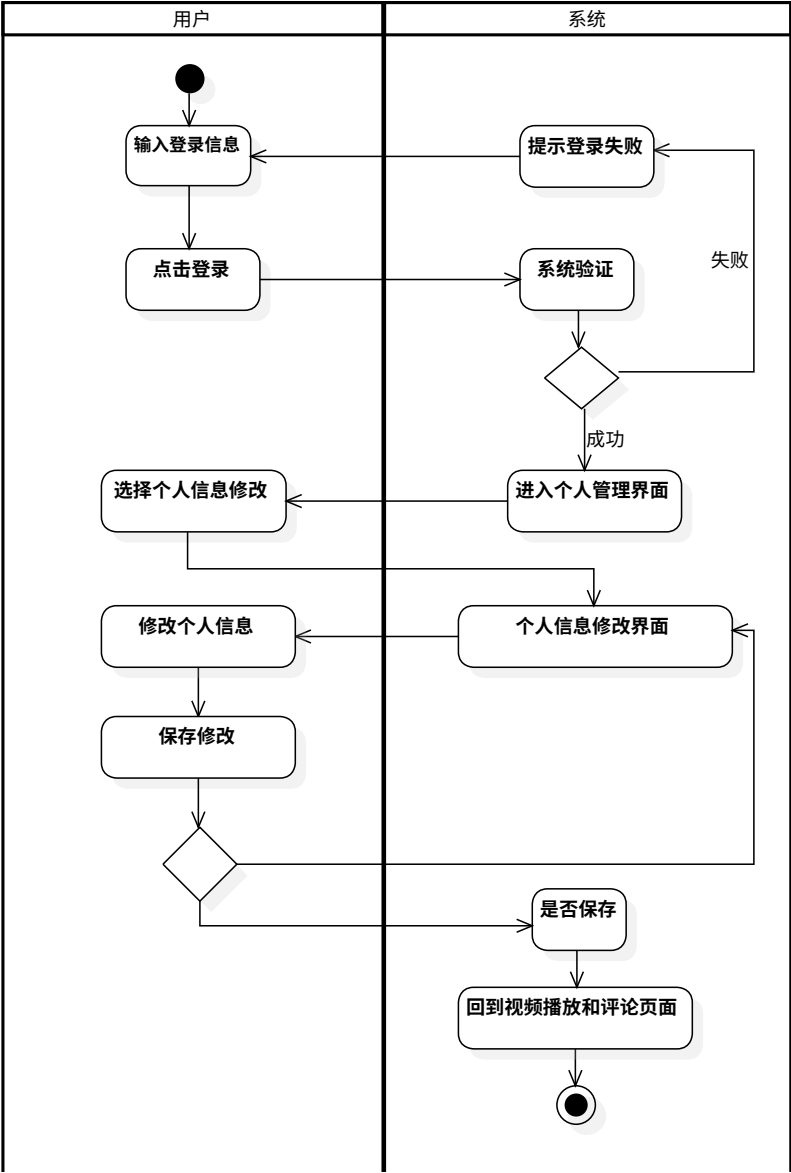 用户
系统
输入登录信息
提示登录失败
点击登录
系统验证
失败
成功
选择个人信息修改
进入个人管理界面
修改个人信息
个人信息修改界面
保存修改
是否保存
回到视频播放和评论页面